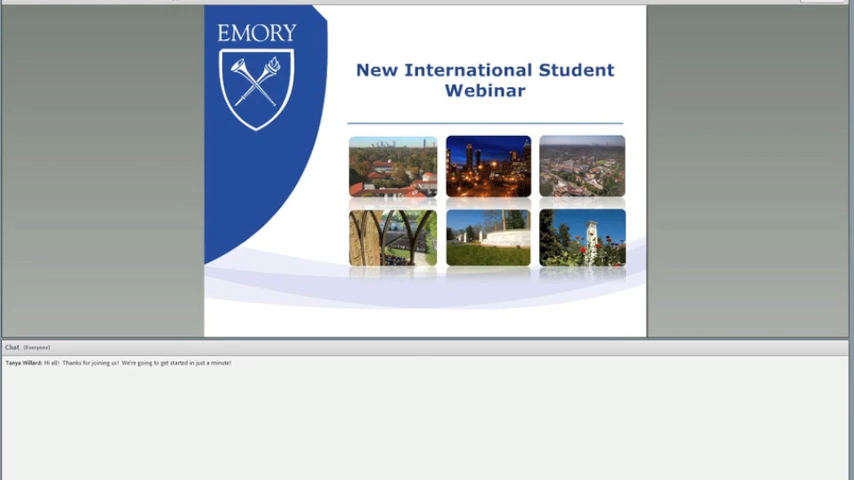 EMORY
New International Student
Webinar
Chat (Everyone)
Tanya Willard: Hi all! Thanks for joining us! We're going to get started in just a minute!